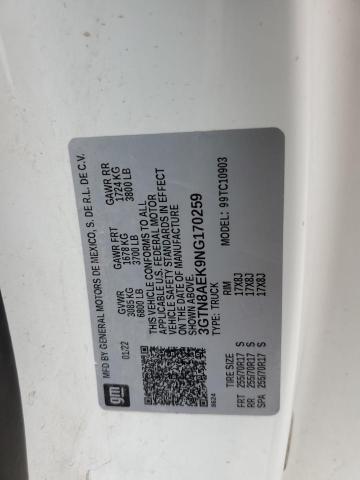 MFD BY GENERAL MOTORS DE MEXICO, S. DE R.L. DE C.V.
01/22
GVWR GAWR FRT GAWR RR
3085 KG 1678 KG 1724 KG
6800 LB 3700 LB 3800 LB
THIS VEHICLE CONFORMS TO ALL
APPLICABLE U.S. FEDERAL MOTOR
VEHICLE SAFETY STANDARDS IN EFFECT
ON THE DATE OF MANUFACTURE
SHOWN ABOVE.
3GTN8AEK9NG170259
TYPE: TRUCK MODEL: 99TC10903
gm
8624
TIRE SIZE RIM
FRT 255/70R17 S 17X8J
RR 255/70R17 S 17X8J
SPA 255/70R17 S 17X8J